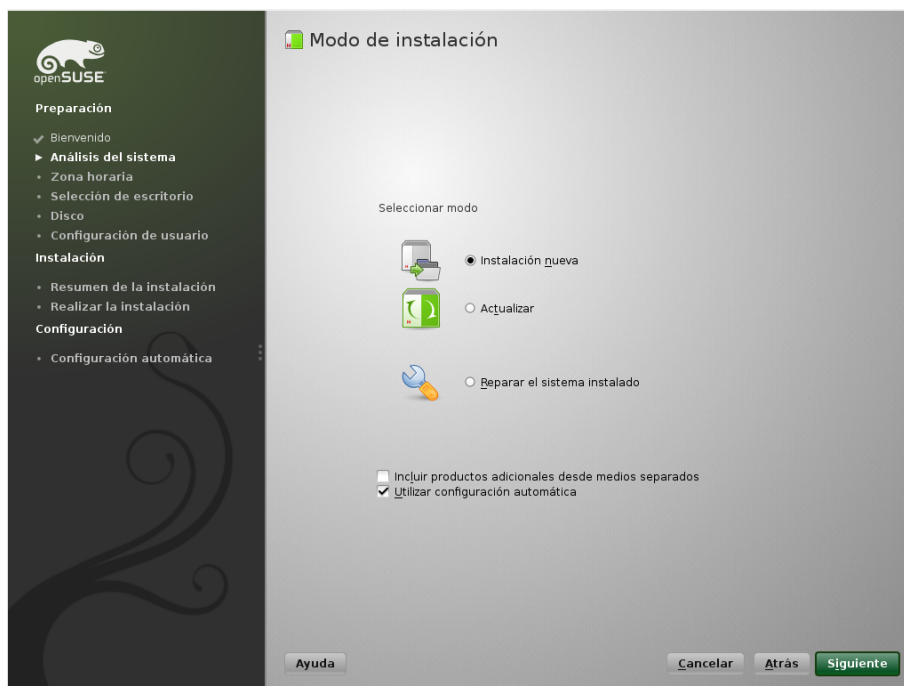 openSUSE
Preparación
Bienvenido
Análisis del sistema
Zona horaria
Selección de escritorio
Disco
Configuración de usuario
Instalación
Resumen de la instalación
Realizar la instalación
Configuración
Configuración automática
Modo de instalación
Seleccionar modo
Instalación nueva
Actualizar
Reparar el sistema instalado
Incluir productos adicionales desde medios separados
Utilizar configuración automática
Ayuda
Cancelar
Atrás
Siguiente